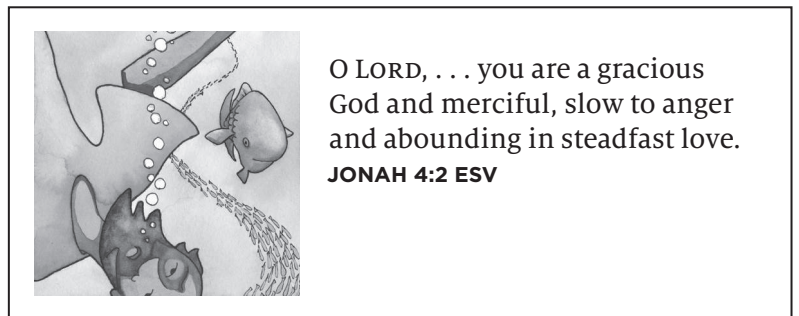 O LORD, . . . you are a gracious
God and merciful, slow to anger
and abounding in steadfast love.
JONAH 4:2 ESV